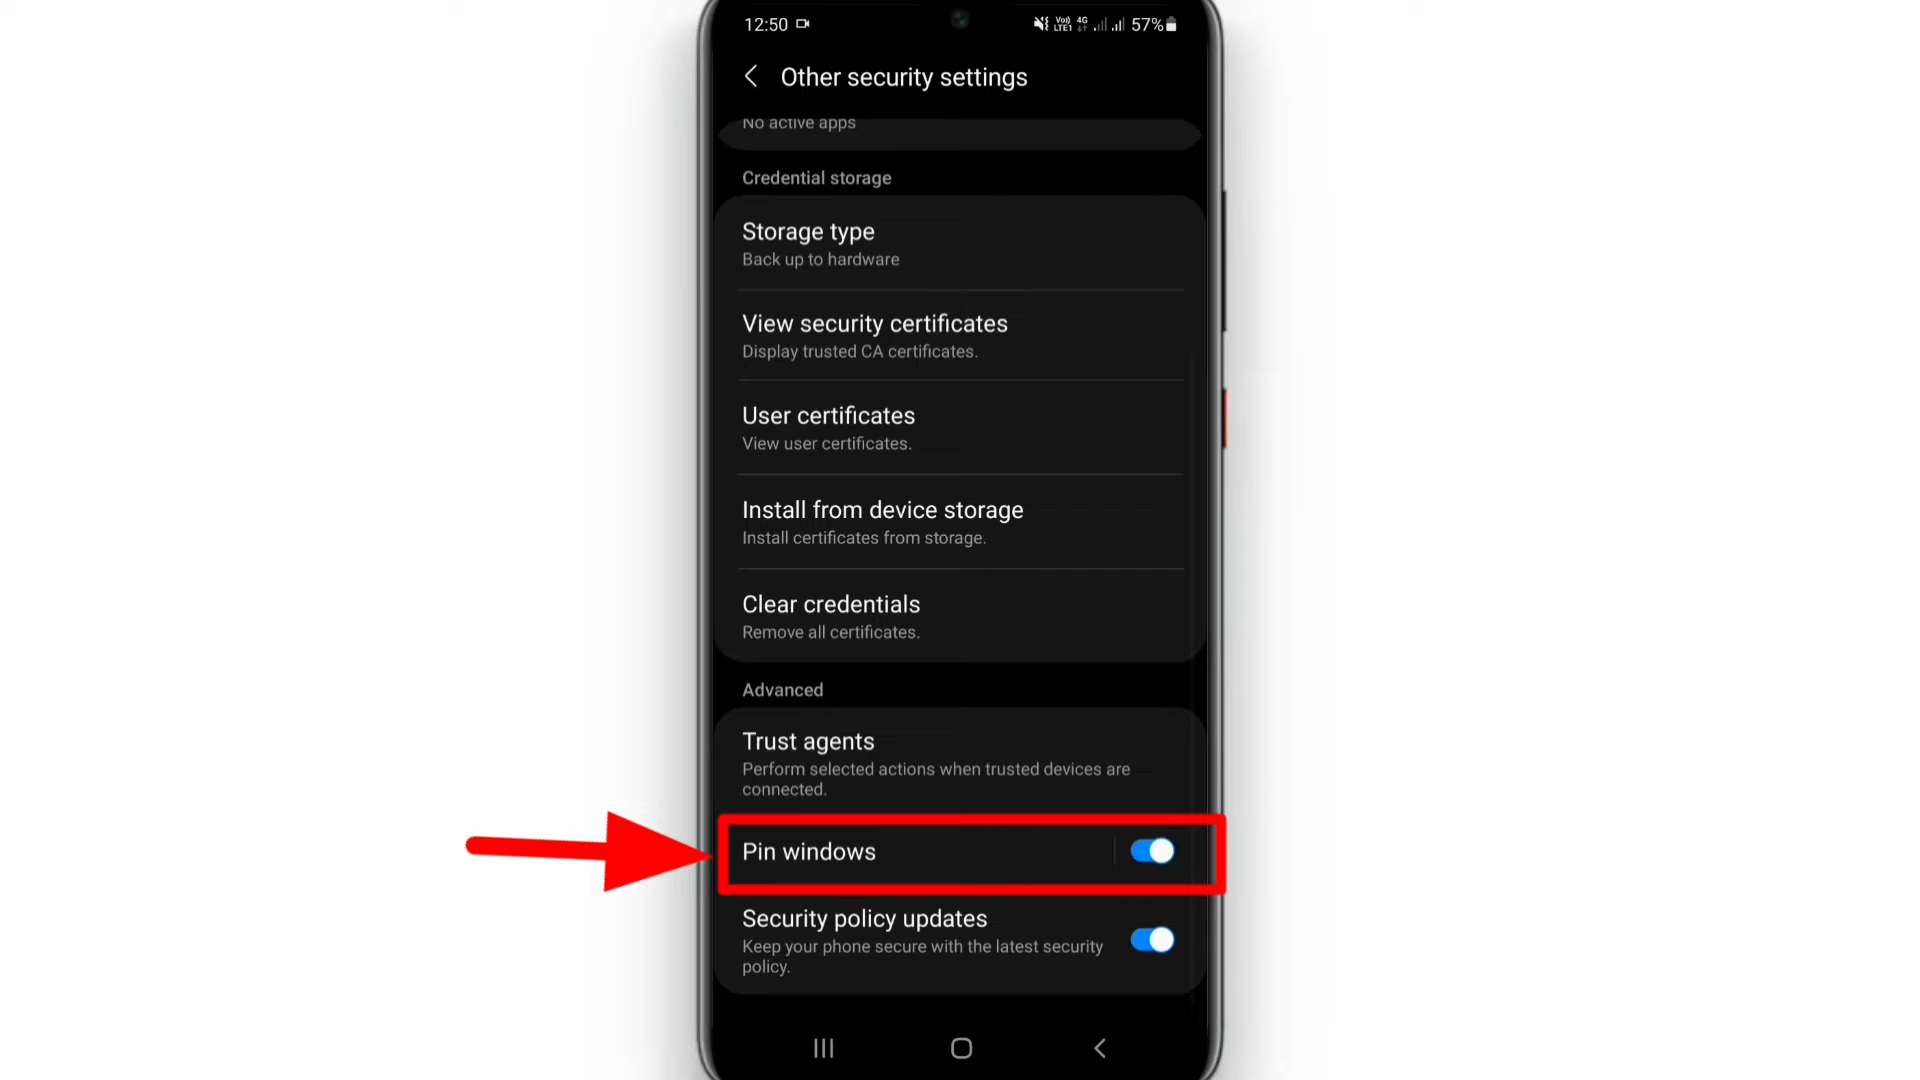 12:50
Vo)) 4G
LTE1
57%
Other security settings
No active apps
Credential storage
Storage type
Back up to hardware
View security certificates
Display trusted CA certificates.
User certificates
View user certificates.
Install from device storage
Install certificates from storage.
Clear credentials
Remove all certificates.
Advanced
Trust agents
Perform selected actions when trusted devices are
connected.
Pin windows
Security policy updates
Keep your phone secure with the latest security
policy.